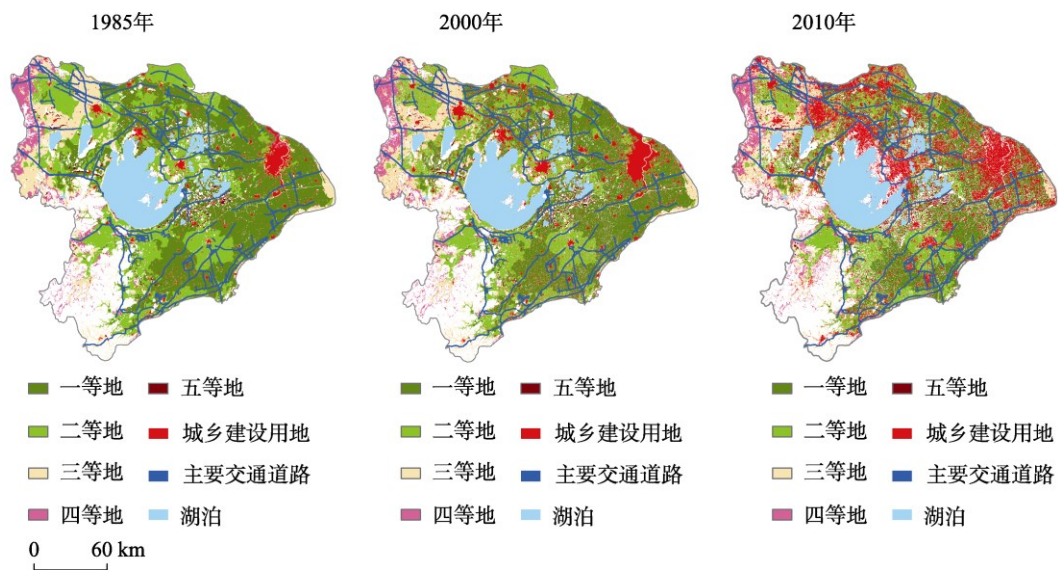 1985年 2000年 2010年
一等地 五等地 一等地 五等地 一等地 五等地
二等地 城乡建设用地 二等地 城乡建设用地 二等地 城乡建设用地
三等地 主要交通道路 三等地 主要交通道路 三等地 主要交通道路
四等地 湖泊 四等地 湖泊 四等地 湖泊
0 60 km